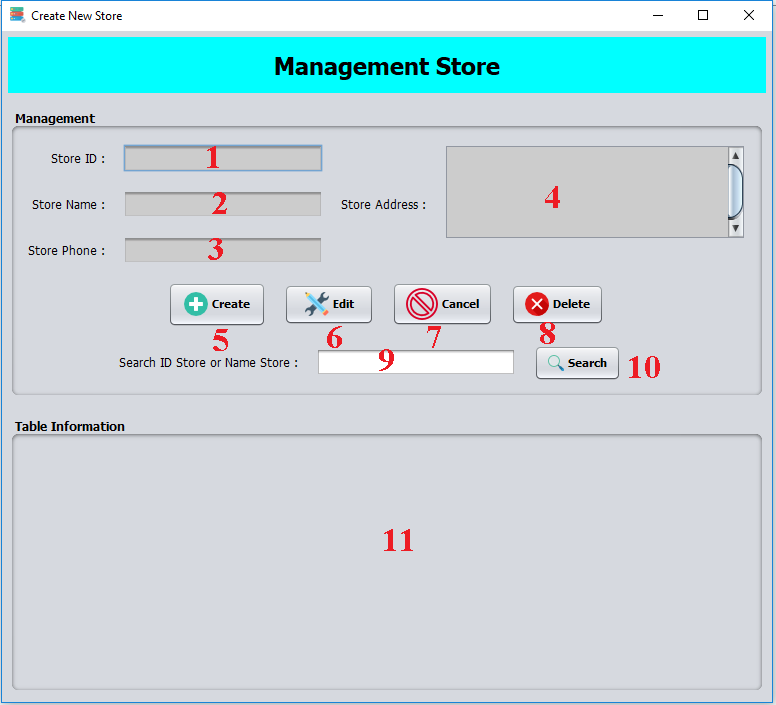 Create New Store
Management Store
Management
Store ID : 1
Store Name : 2 Store Address : 4
Store Phone : 3
Create Edit Cancel Delete
5 6 7 8
Search ID Store or Name Store : 9 Search 10
Table Information
11